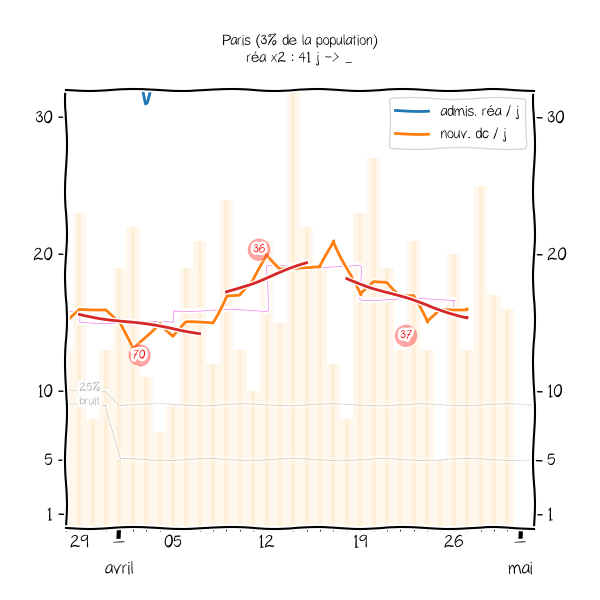 Paris (3% de la population)
réa x2 : 41 j -> _
admis. réa / j
nouv. dc / j
30
30
20
20
36
37
70
25%
bruit
10
10
5
5
1
1
29
05
12
19
26
avril
mai